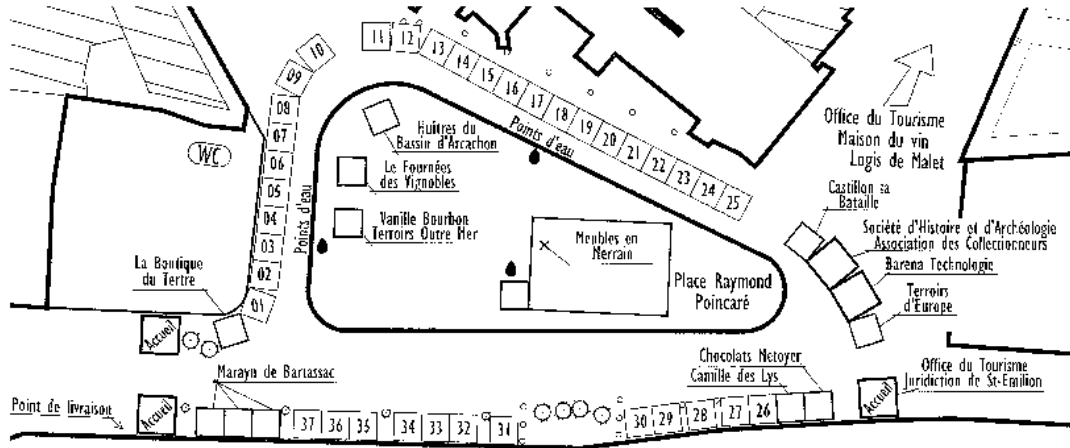 10
11
12
13
14
15
16
17
18
19
20
21
22
23
24
25
09
08
07
06
05
04
03
02
01
WC
Points d'eau
Points d'eau
Huîtres du
Bassin d'Arcachon
Le Fournées
des Vignobles
Vanille Bourbon
Terroirs Outre Mer
Meubles en
Merrain
Place Raymond
Poincaré
Office du Tourisme
Maison du vin
Logis de Malet
Castillon sa
Bataille
Société d'Histoire et d'Archéologie
Association des Collectionneurs
Barena Technologie
Terroirs
d'Europe
La Boutique
du Tertre
Accueil
Marayn de Bartassac
Chocolats Netoyer
Camille des Lys
Office du Tourisme
Juridiction de St-Emilion
Point de livraison
Accueil
37
36
35
34
33
32
31
30
29
28
27
26
Accueil